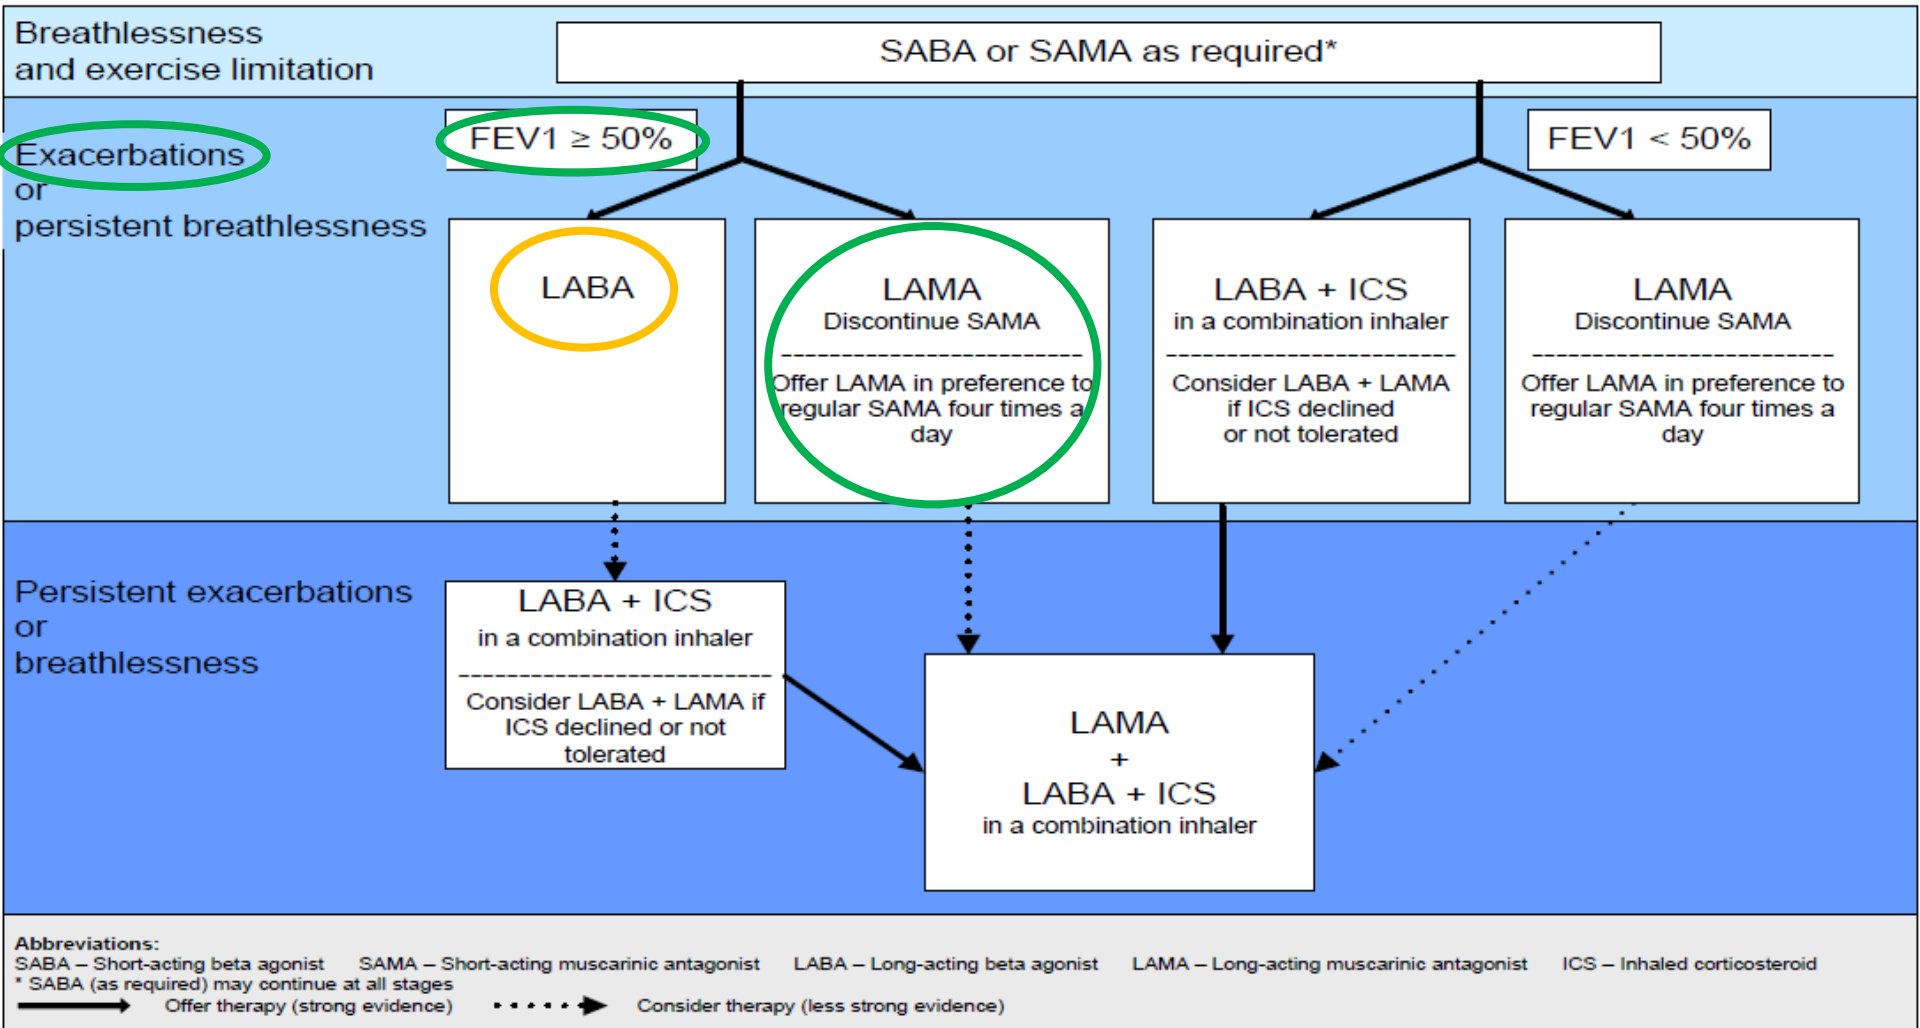 Breathlessness
and exercise limitation
SABA or SAMA as required*
Exacerbations
or
persistent breathlessness
FEV1 ≥ 50%
FEV1 < 50%
LABA
LAMA
Discontinue SAMA
---------------------------
Offer LAMA in preference to
regular SAMA four times a
day
LABA + ICS
in a combination inhaler
---------------------------
Consider LABA + LAMA
if ICS declined
or not tolerated
LAMA
Discontinue SAMA
---------------------------
Offer LAMA in preference to
regular SAMA four times a
day
Persistent exacerbations
or
breathlessness
LABA + ICS
in a combination inhaler
---------------------------
Consider LABA + LAMA if
ICS declined or not
tolerated
LAMA
+
LABA + ICS
in a combination inhaler
Abbreviations:
SABA – Short-acting beta agonist SAMA – Short-acting muscarinic antagonist LABA – Long-acting beta agonist LAMA – Long-acting muscarinic antagonist ICS – Inhaled corticosteroid
* SABA (as required) may continue at all stages
Offer therapy (strong evidence) Consider therapy (less strong evidence)